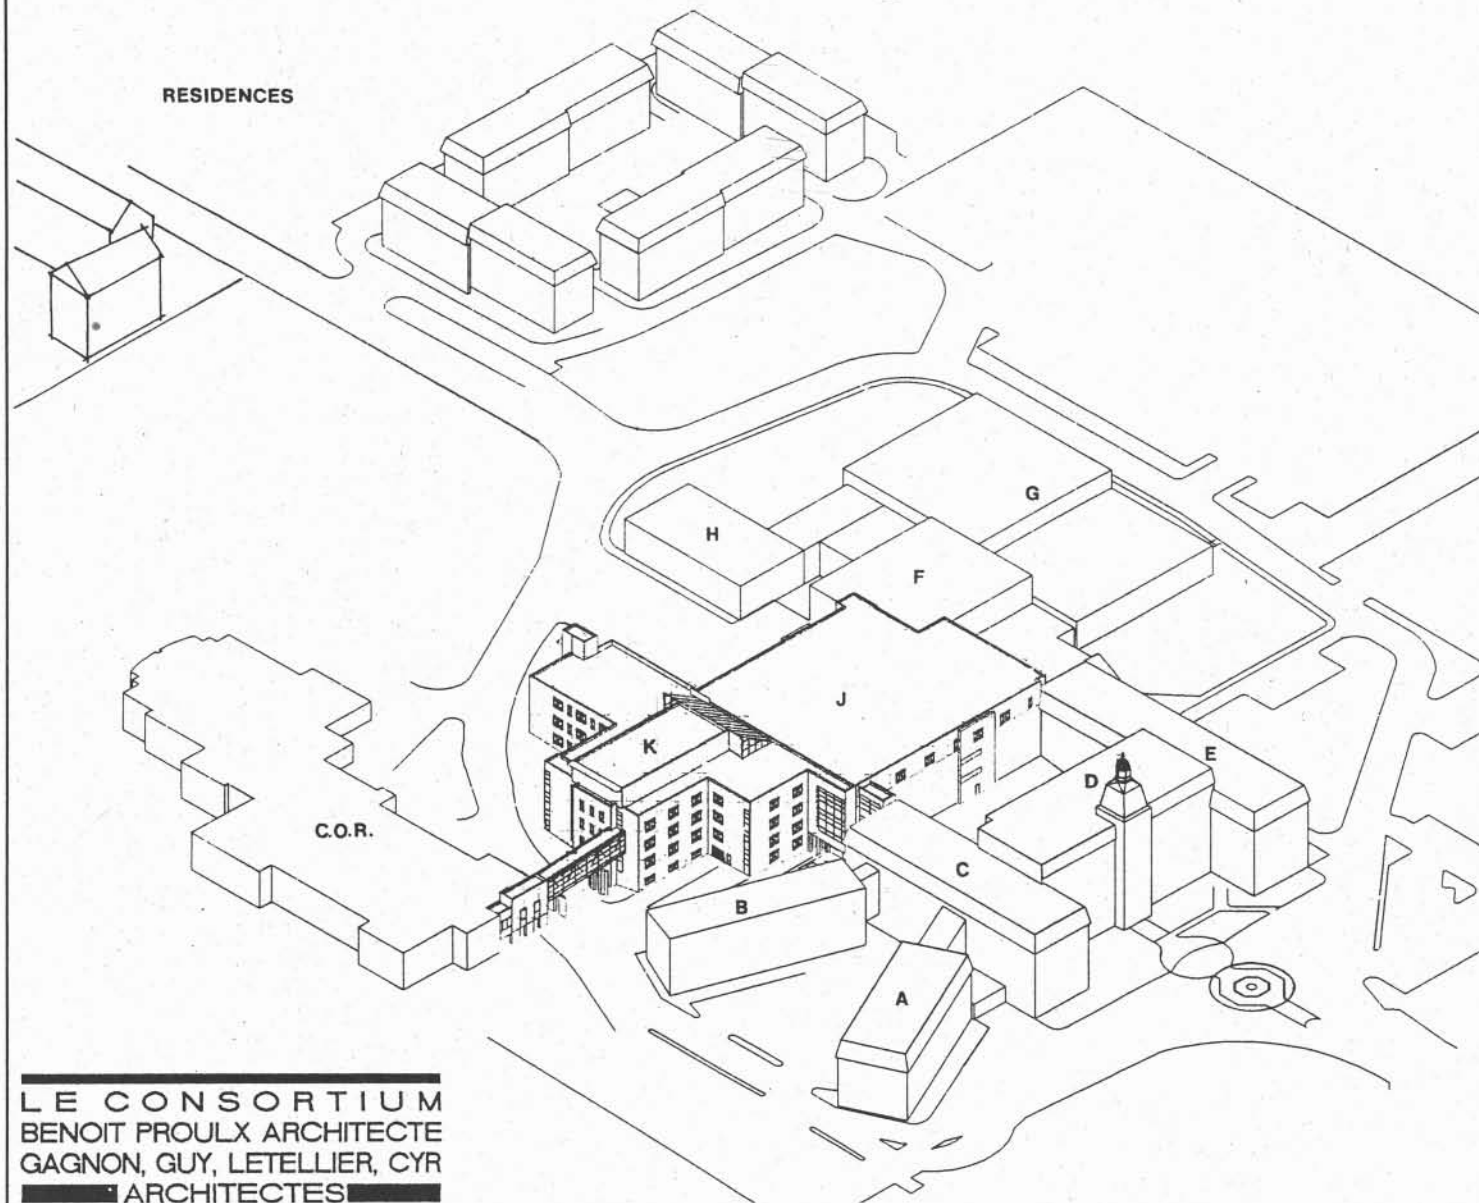 RESIDENCES
G
H
F
J
K
E
D
C.O.R.
C
B
A
LE CONSORTIUM
BENOIT PROULX ARCHITECTE
GAGNON, GUY, LETELLIER, CYR
ARCHITECTES